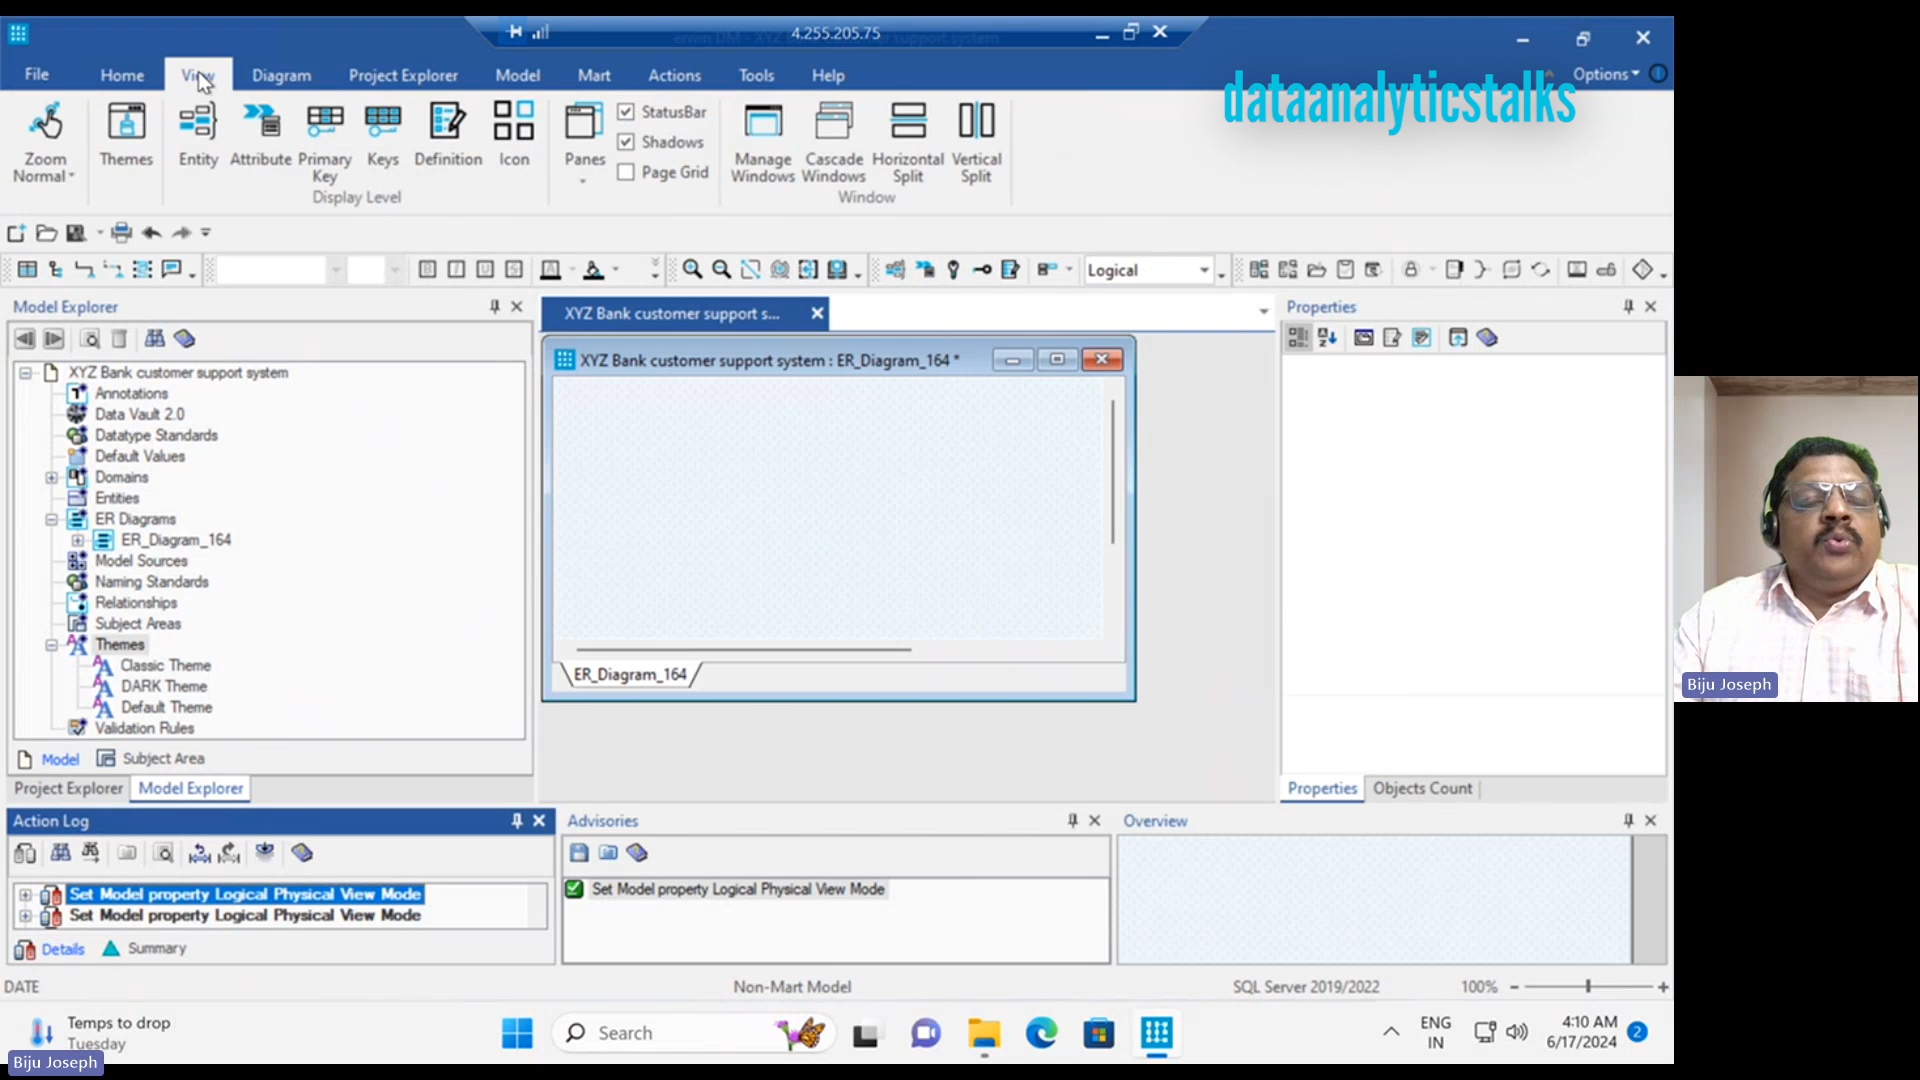 4.255.205.75
File Home View Diagram Project Explorer Model Mart Actions Tools Help Options
dataanalyticstalks
Zoom Normal
Themes
Entity
Attribute
Primary Key
Keys
Definition
Icon
Display Level
Panes
StatusBar
Shadows
Page Grid
Manage Windows
Cascade Windows
Horizontal Split
Vertical Split
Window
Logical
Model Explorer
XYZ Bank customer support system
Annotations
Data Vault 2.0
Datatype Standards
Default Values
Domains
Entities
ER Diagrams
ER_Diagram_164
Model Sources
Naming Standards
Relationships
Subject Areas
Themes
Classic Theme
DARK Theme
Default Theme
Validation Rules
Model Subject Area
Project Explorer Model Explorer
XYZ Bank customer support s...
XYZ Bank customer support system : ER_Diagram_164 *
ER_Diagram_164
Properties
Properties Objects Count
Biju Joseph
Action Log
Set Model property Logical Physical View Mode
Set Model property Logical Physical View Mode
Details Summary
Advisories
Set Model property Logical Physical View Mode
Overview
DATE Non-Mart Model SQL Server 2019/2022 100%
Temps to drop
Tuesday
Search
ENG
IN
4:10 AM
6/17/2024
2
Biju Joseph